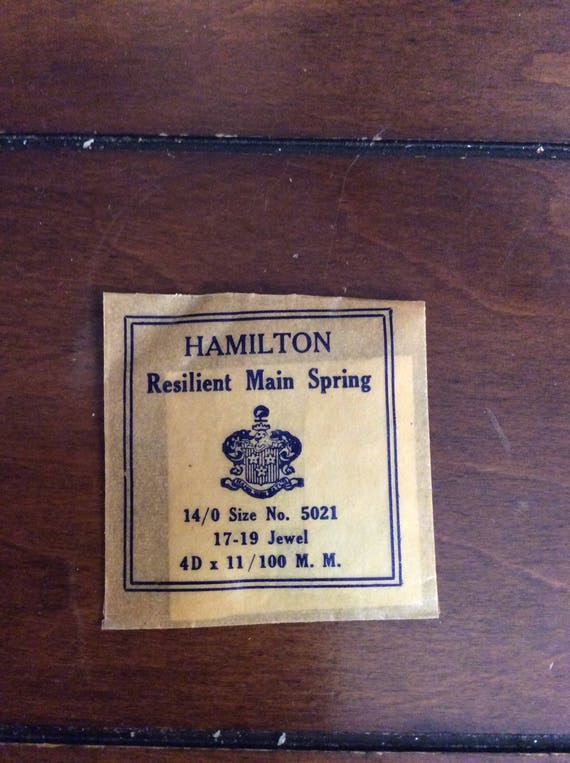 HAMILTON
Resilient Main Spring
14/0 Size No. 5021
17-19 Jewel
4D x 11/100 M. M.